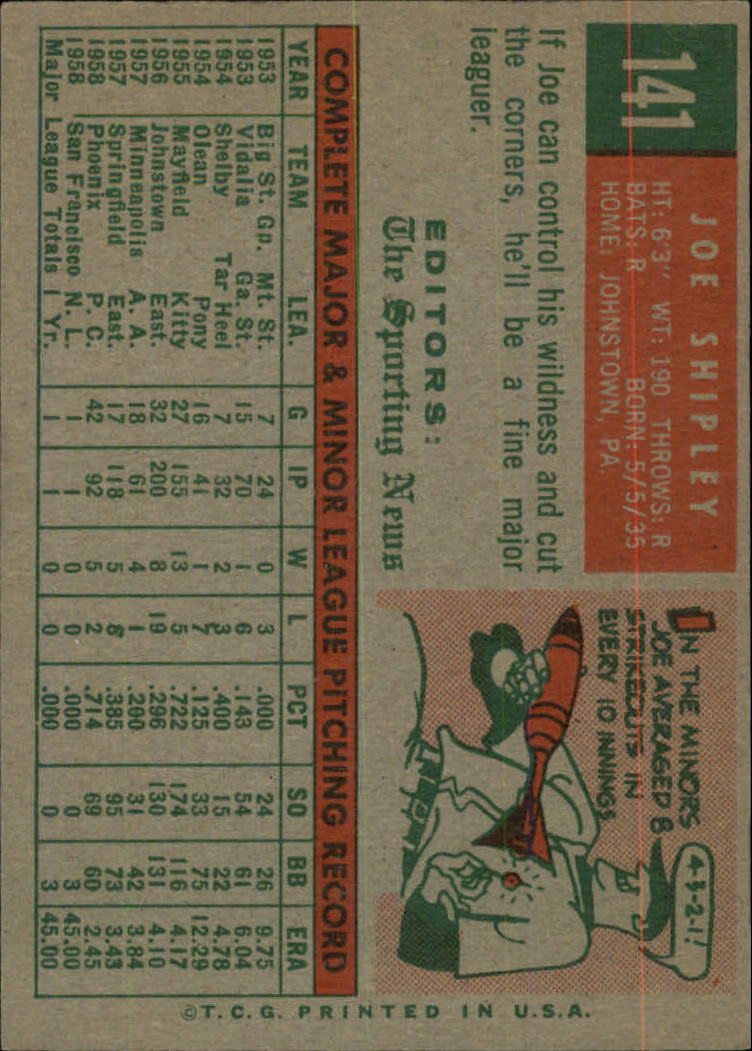 141
JOE SHIPLEY
HT: 6'3" WT: 190 THROWS: R
BATS: R BORN: 5/5/35
HOME: JOHNSTOWN, PA.
If Joe can control his wildness and cut
the corners, he'll be a fine major
leaguer.
EDITORS:
The Sporting News
IN THE MINORS
JOE AVERAGED 8
STRIKEOUTS IN
EVERY 10 INNINGS
4-3-2-1!
COMPLETE MAJOR & MINOR LEAGUE PITCHING RECORD
YEAR TEAM LEA. G IP W L PCT SO BB ERA
1953 Big St. Gp. Mt. St. 7 24 0 3 .000 24 26 9.75
1953 Vidalia Ga. St. 15 70 1 6 .143 54 61 6.04
1954 Shelby Tar Heel 7 32 2 3 .400 15 22 4.78
1954 Olean Pony 16 41 1 7 .125 33 75 12.29
1955 Mayfield Kitty 27 155 13 5 .722 174 116 4.17
1956 Johnstown East. 32 200 8 19 .296 130 131 4.10
1957 Minneapolis A. A. 18 61 4 1 .200 31 42 3.84
1957 Springfield East. 17 118 5 8 .385 95 73 3.43
1958 Phoenix P. C. 42 92 5 2 .714 69 60 2.45
1958 San Francisco N. L. 1 1 0 0 .000 0 3 45.00
Major League Totals 1 Yr. 1 1 0 0 .000 0 3 45.00
©T.C.G. PRINTED IN U.S.A.